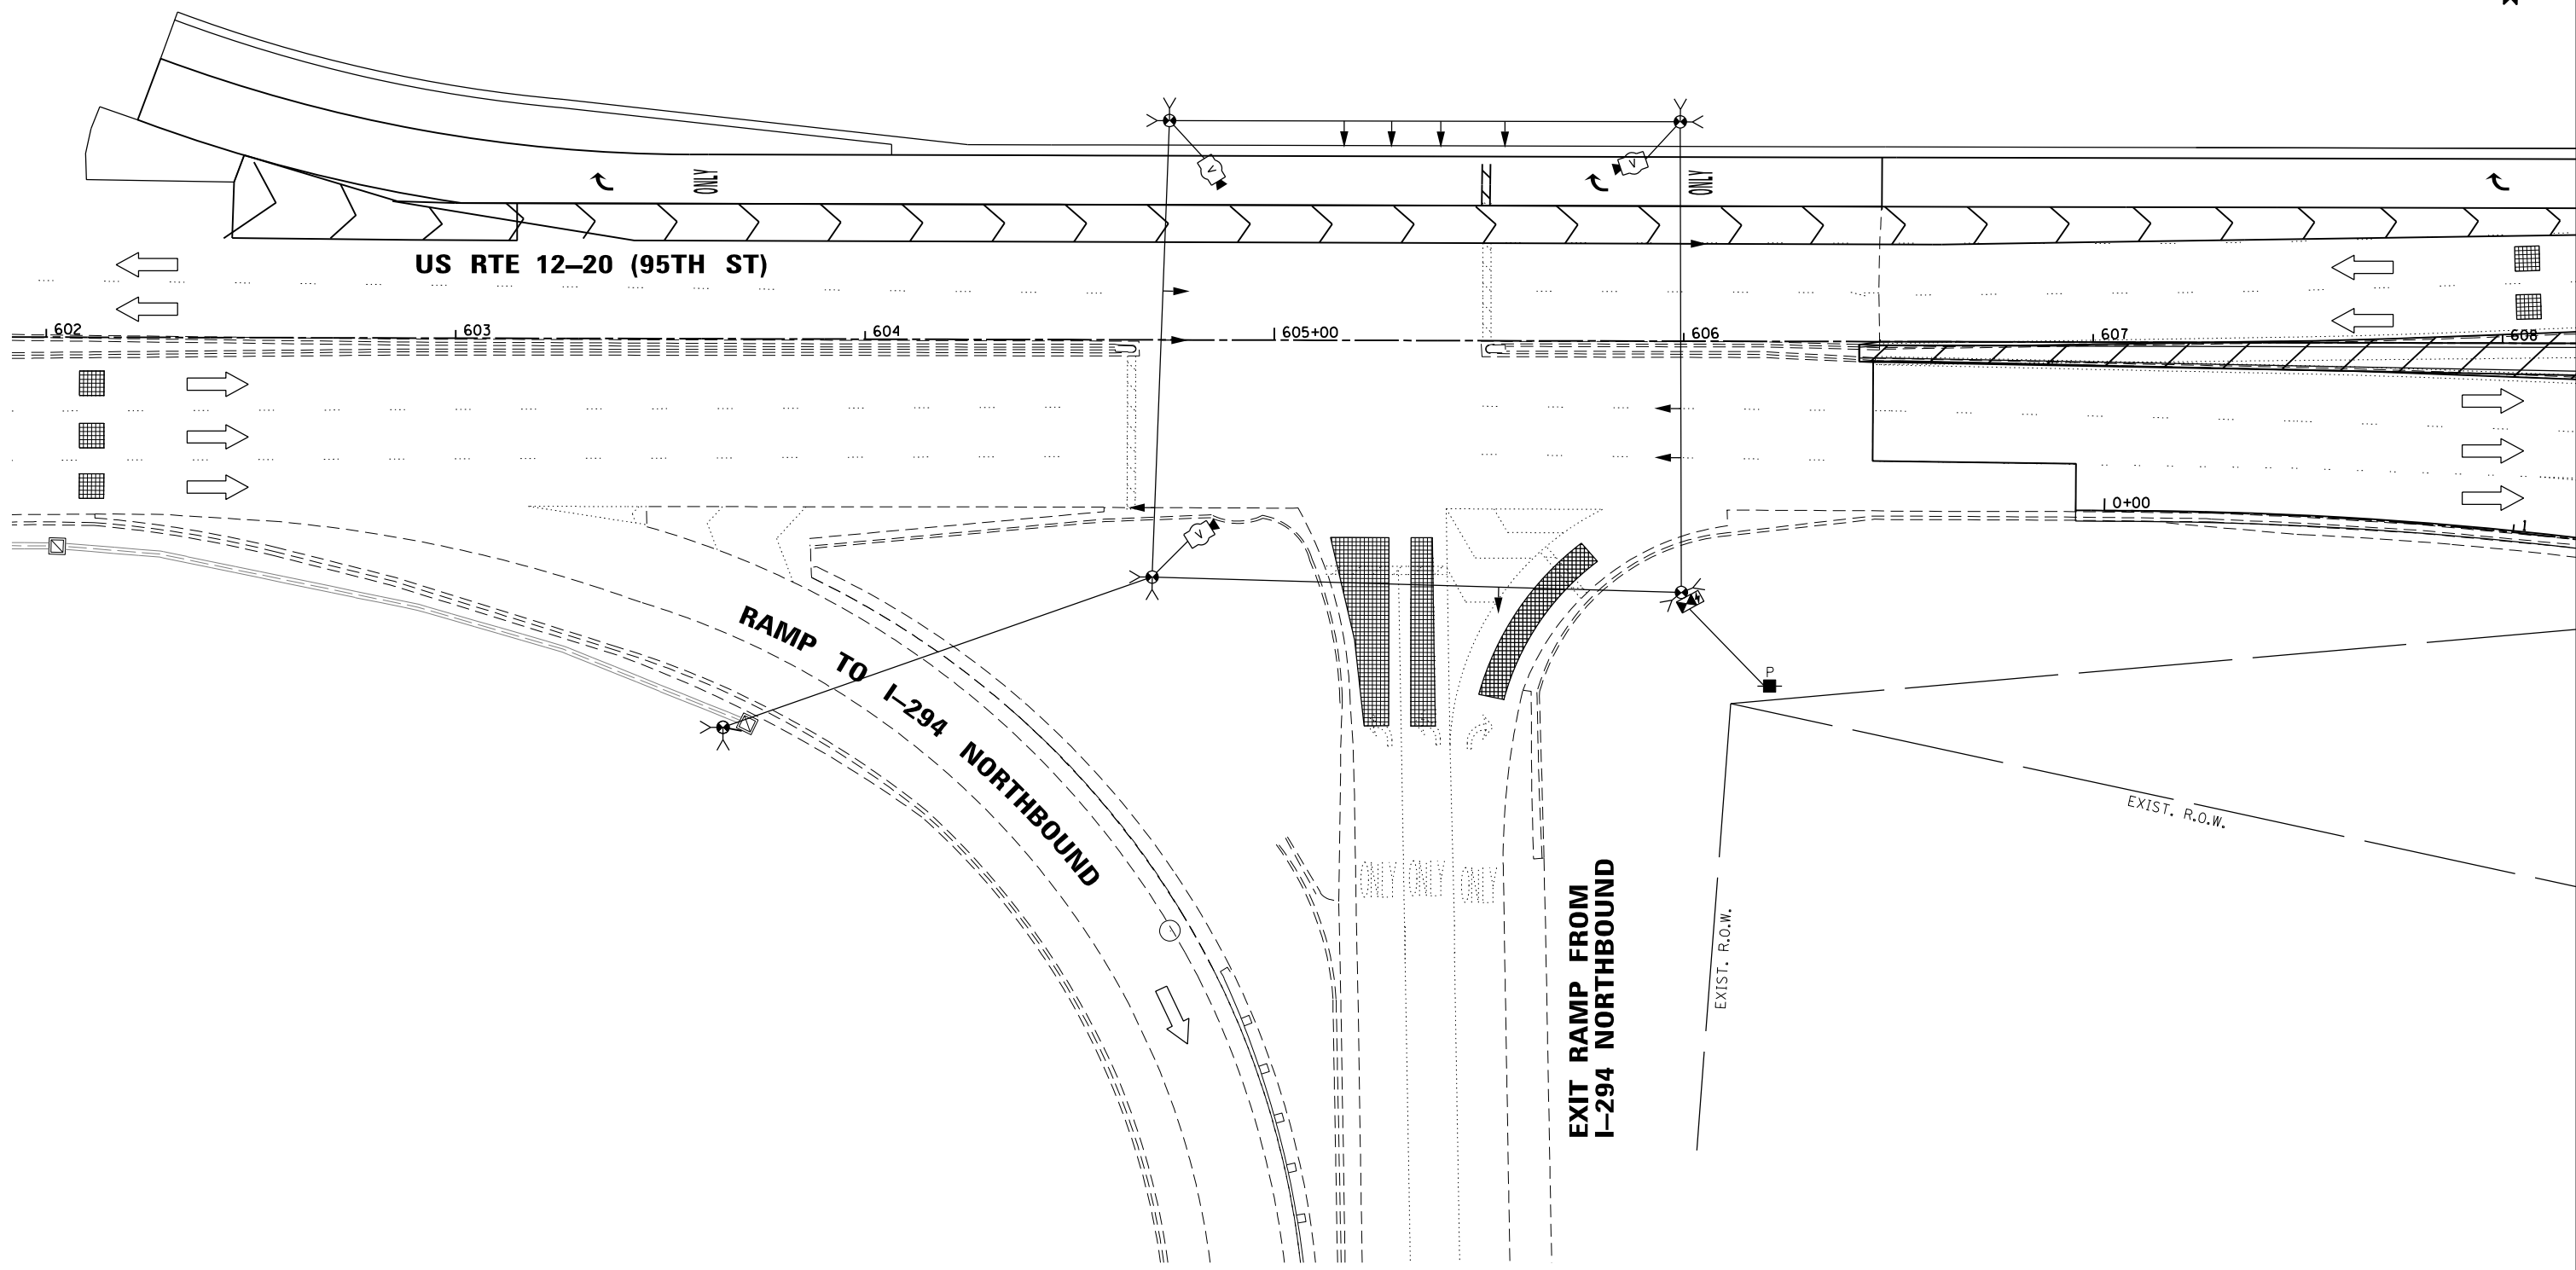 V
V
ONLY
ONLY
US RTE 12–20 (95TH ST)
602
603
604
605+00
606
607
608
0+00
1
V
P
RAMP TO I–294 NORTHBOUND
EXIST. R.O.W.
ONLY
ONLY
ONLY
EXIT RAMP FROM
I–294 NORTHBOUND
EXIST. R.O.W.